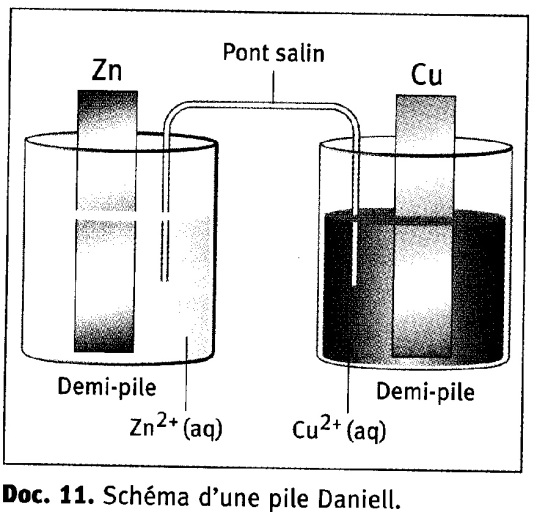 Pont salin
Zn
Cu
Demi-pile
Demi-pile
Zn²⁺(aq)
Cu²⁺(aq)
Doc. 11. Schéma d'une pile Daniell.